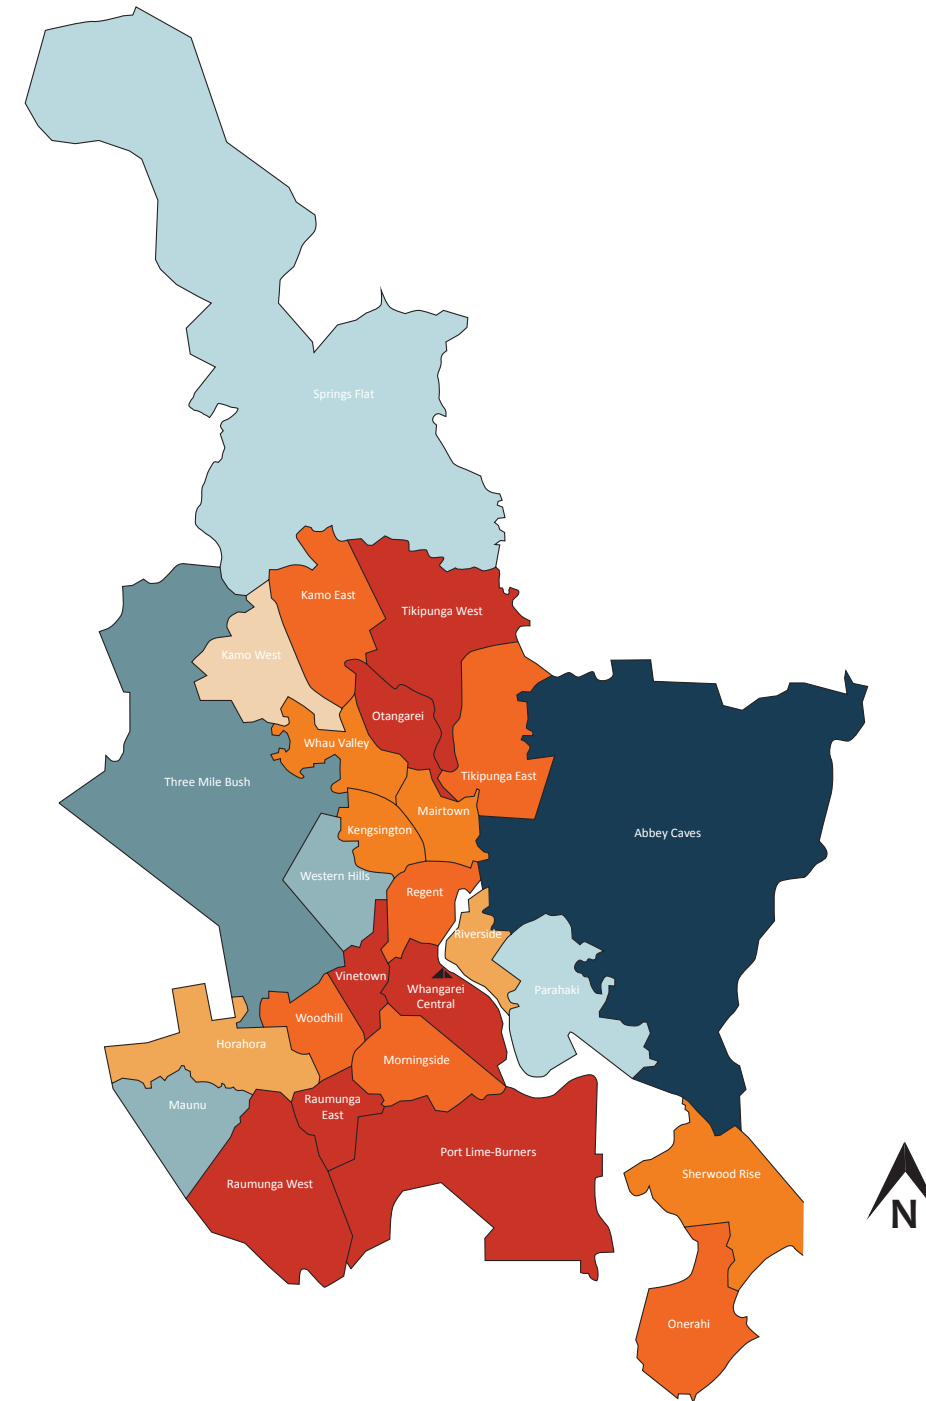 Springs Flat
Kamo East
Tikipunga West
Kamo West
Otangarei
Whau Valley
Three Mile Bush
Tikipunga East
Mairtown
Kengsington
Abbey Caves
Western Hills
Regent
Riverside
Vinetown
Whangarei
Central
Parahaki
Woodhill
Horahora
Morningside
Maunu
Raumunga
East
Port Lime-Burners
Raumunga West
Sherwood Rise
N
Onerahi